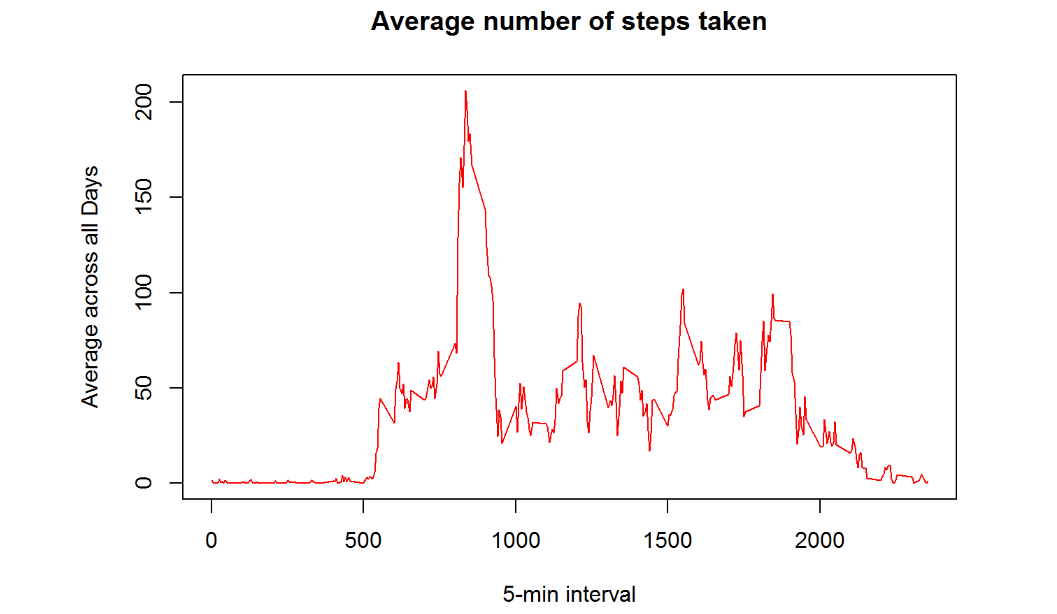 Average number of steps taken
Average across all Days
200
150
100
50
0
0 500 1000 1500 2000
5-min interval